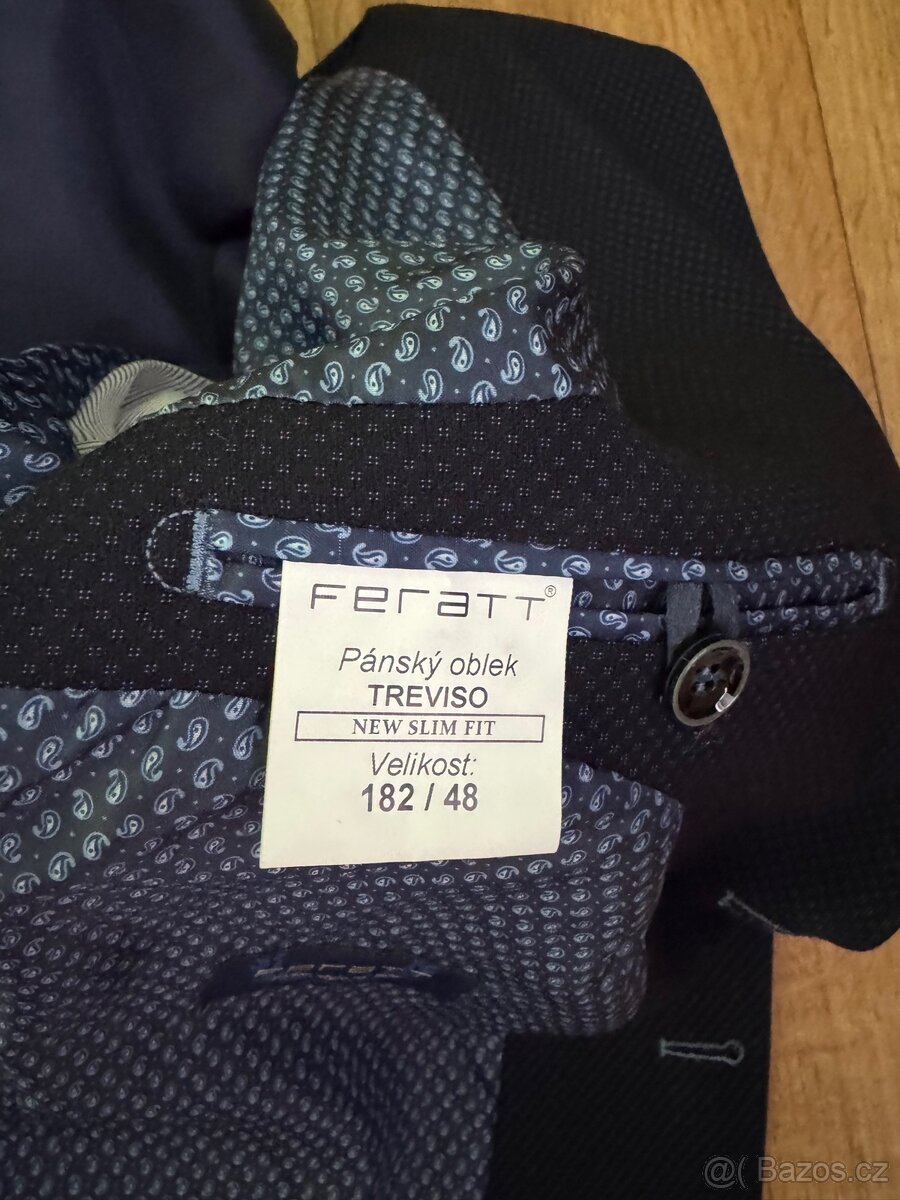 Feratt®
Pánský oblek
TREVISO
NEW SLIM FIT
Velikost:
182 / 48
@( Bazos.cz